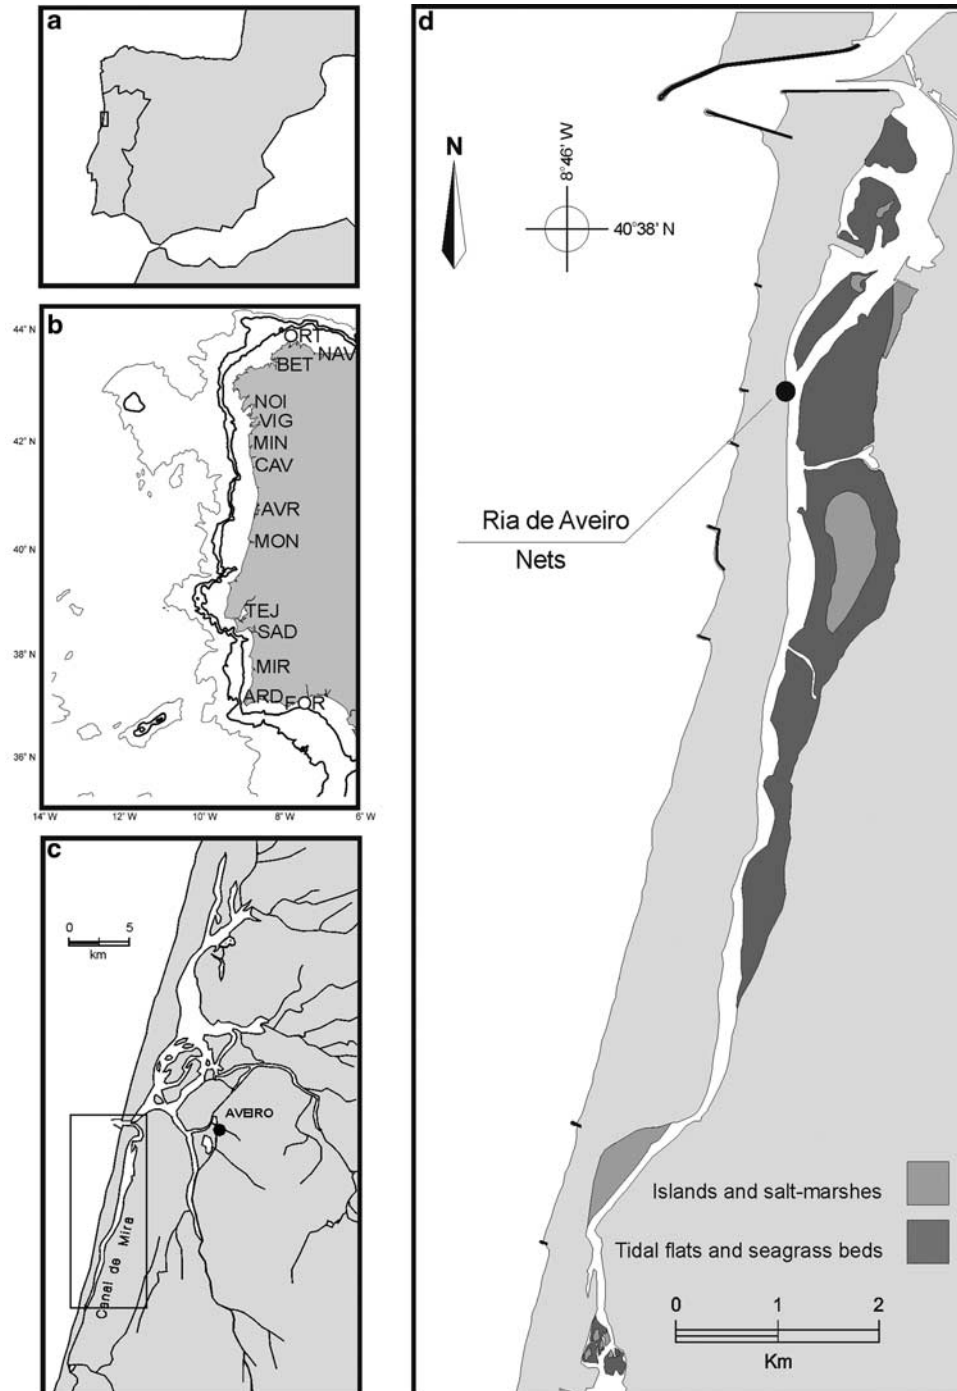 a
b
44° N
42° N
40° N
38° N
36° N
14° W
12° W
10° W
8° W
6° W
ORT
NAV
BET
NOI
VIG
MIN
CAV
AVR
MON
TEJ
SAD
MIR
ARD
FOR
c
0 5
km
AVEIRO
Canal de Mira
d
N
8°46' W
40°38' N
Ria de Aveiro
Nets
Islands and salt-marshes
Tidal flats and seagrass beds
0 1 2
Km